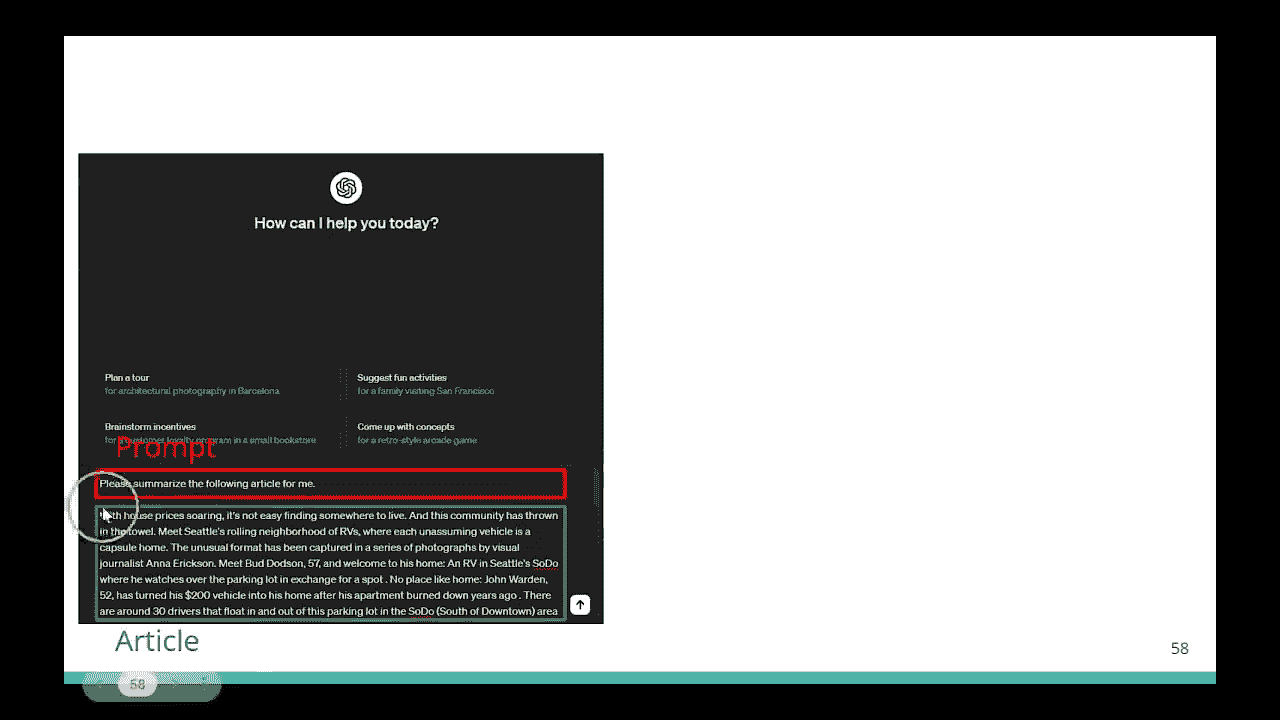 How can I help you today?
Plan a tour
for architectural photography in Barcelona
Suggest fun activities
for a family visiting San Francisco
Brainstorm incentives
for a customer loyalty program in a small bookstore
Come up with concepts
for a retro-style arcade game
Prompt
Please summarize the following article for me.
house prices soaring, it's not easy finding somewhere to live. And this community has thrown
in the towel. Meet Seattle's rolling neighborhood of RVs, where each unassuming vehicle is a
capsule home. The unusual format has been captured in a series of photographs by visual
journalist Anna Erickson. Meet Bud Dodson, 57, and welcome to his home: An RV in Seattle's SoDo
where he watches over the parking lot in exchange for a spot . No place like home: John Warden,
52, has turned his $200 vehicle into his home after his apartment burned down years ago . There
are around 30 drivers that float in and out of this parking lot in the SoDo (South of Downtown) area
Article
58
58